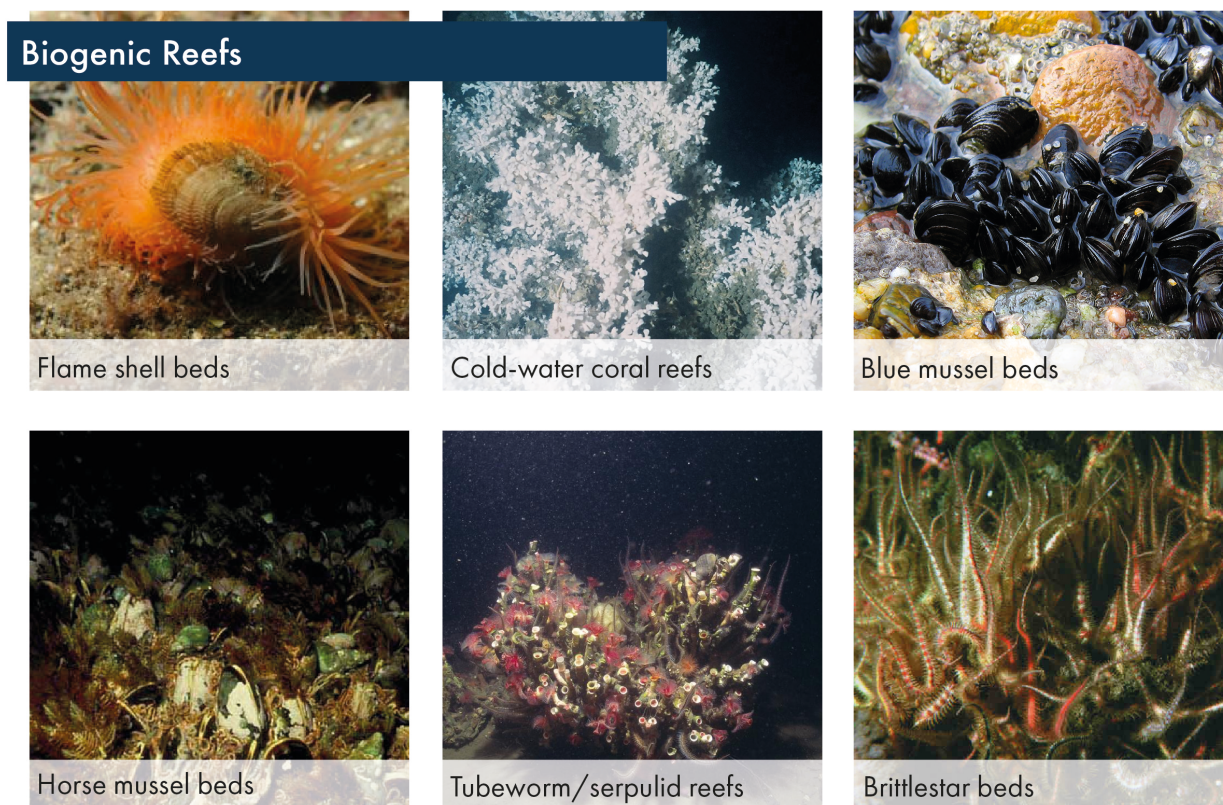 Biogenic Reefs
Flame shell beds
Cold-water coral reefs
Blue mussel beds
Horse mussel beds
Tubeworm/serpulid reefs
Brittlestar beds